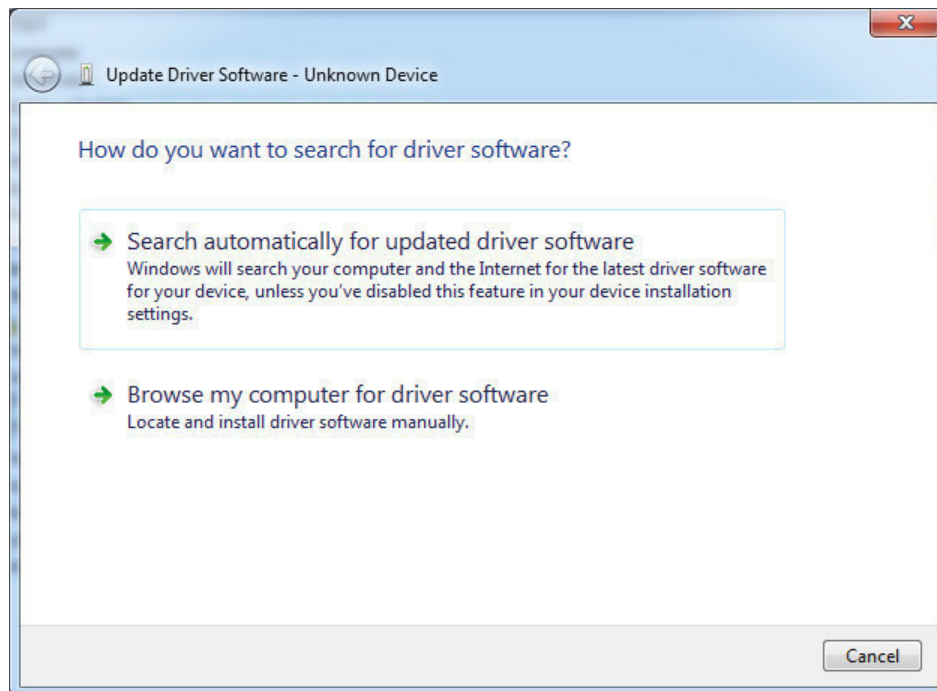 Update Driver Software - Unknown Device
How do you want to search for driver software?
Search automatically for updated driver software
Windows will search your computer and the Internet for the latest driver software
for your device, unless you've disabled this feature in your device installation
settings.
Browse my computer for driver software
Locate and install driver software manually.
Cancel